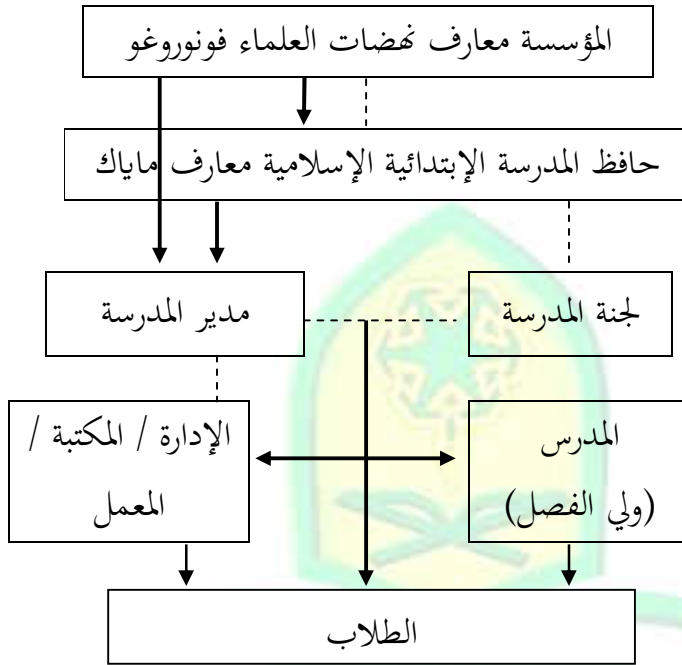 المؤسسة معارف نهضات العلماء فونوروغو
حافظ المدرسة الإبتدائية الإسلامية معارف ماياك
لجنة المدرسة
مدير المدرسة
المدرس
(ولي الفصل)
الإدارة / المكتبة /
المعمل
الطلاب